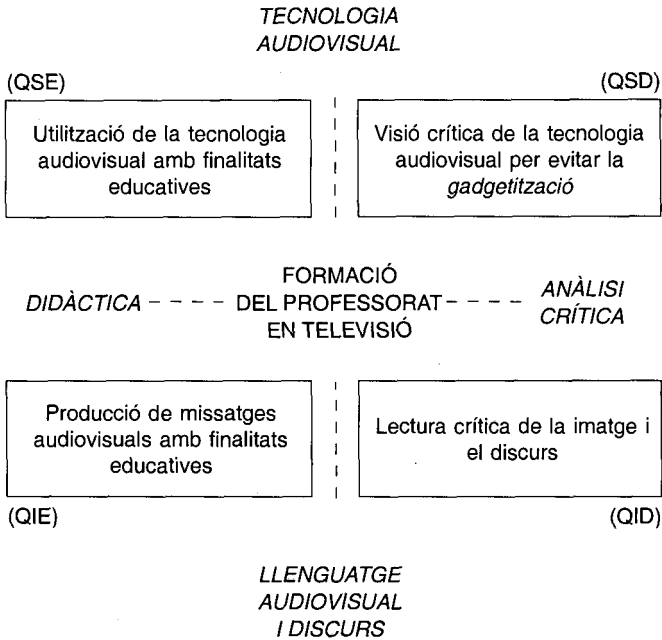 TECNOLOGIA
AUDIOVISUAL
(QSE)
(QSD)
Utilització de la tecnologia
audiovisual amb finalitats
educatives
Visió crítica de la tecnologia
audiovisual per evitar la
gadgetització
DIDÀCTICA
FORMACIÓ
DEL PROFESSORAT
EN TELEVISIÓ
ANÀLISI
CRÍTICA
Producció de missatges
audiovisuals amb finalitats
educatives
Lectura crítica de la imatge i
el discurs
(QIE)
(QID)
LLENGUATGE
AUDIOVISUAL
I DISCURS